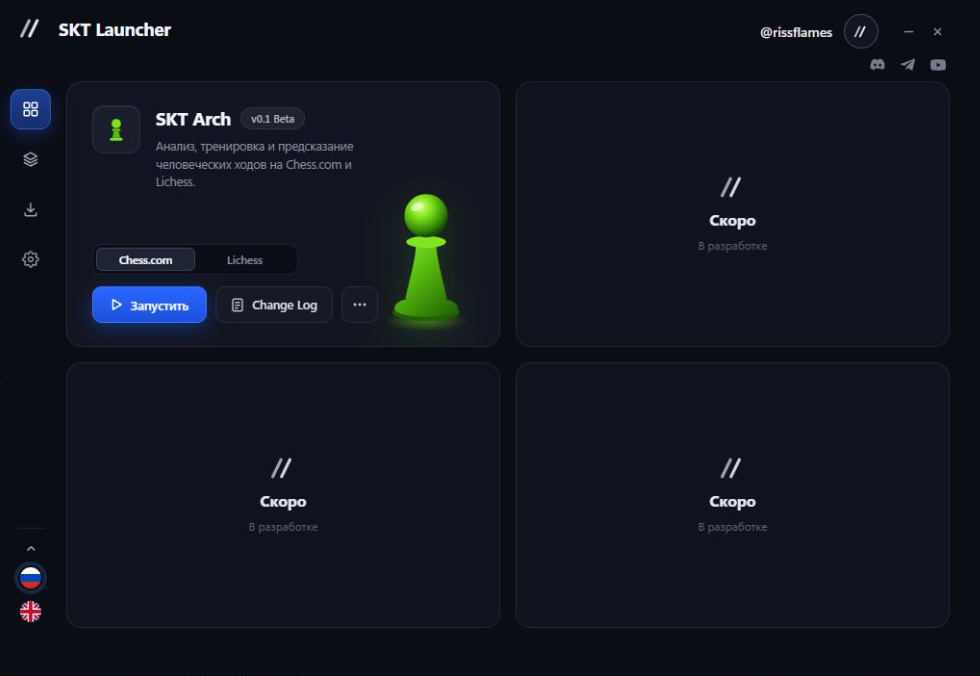 SKT Launcher
@rissflames
SKT Arch
v0.1 Beta
Анализ, тренировка и предсказание
человеческих ходов на Chess.com и
Lichess.
Chess.com
Lichess
Запустить
Change Log
Скоро
В разработке
Скоро
В разработке
Скоро
В разработке